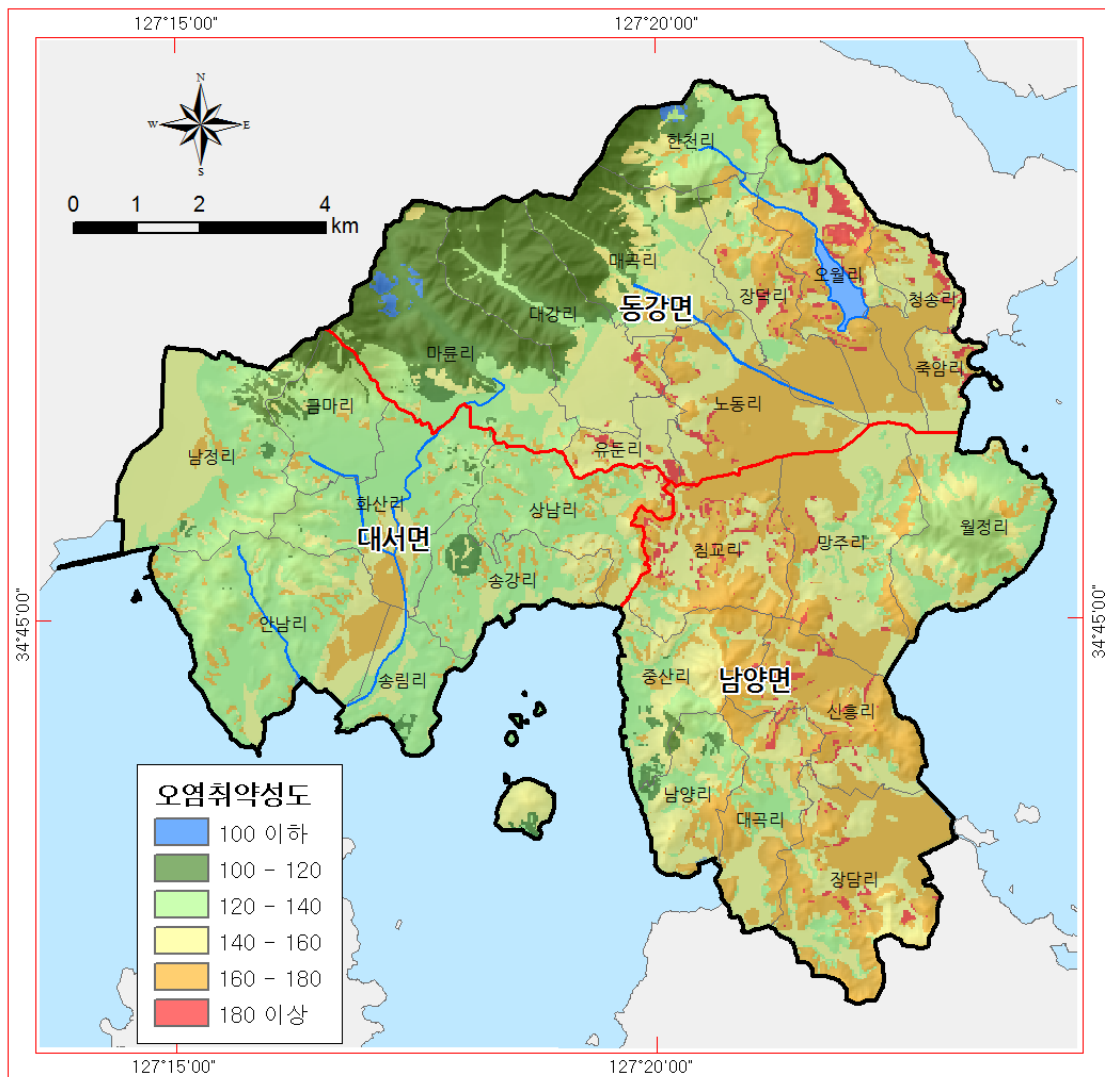 127°15'00"
127°20'00"
N
W
E
S
0 1 2 4
km
한천리
매곡리
오월리
장덕리
청송리
동강면
대강리
마륜리
죽암리
노동리
금마리
유둔리
남정리
화산리
상남리
월정리
대서면
침교리
망주리
송강리
안남리
34°45'00"
34°45'00"
중산리
남양면
송림리
신흥리
남양리
대곡리
장담리
오염취약성도
100 이하
100 - 120
120 - 140
140 - 160
160 - 180
180 이상
127°15'00"
127°20'00"